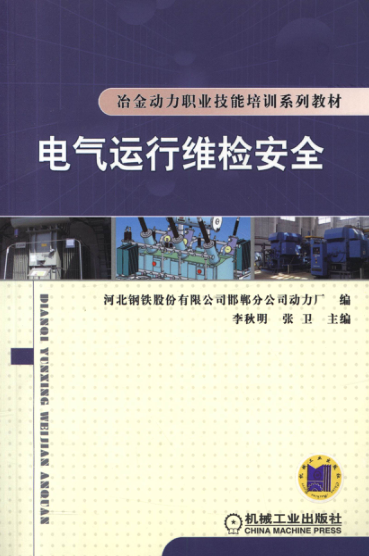 冶金动力职业技能培训系列教材
电气运行维检安全
河北钢铁股份有限公司邯郸分公司动力厂 编
李秋明 张 卫 主编
DIANQI YUNXING WEIJIAN ANQUAN
机械工业出版社
CHINA MACHINE PRESS